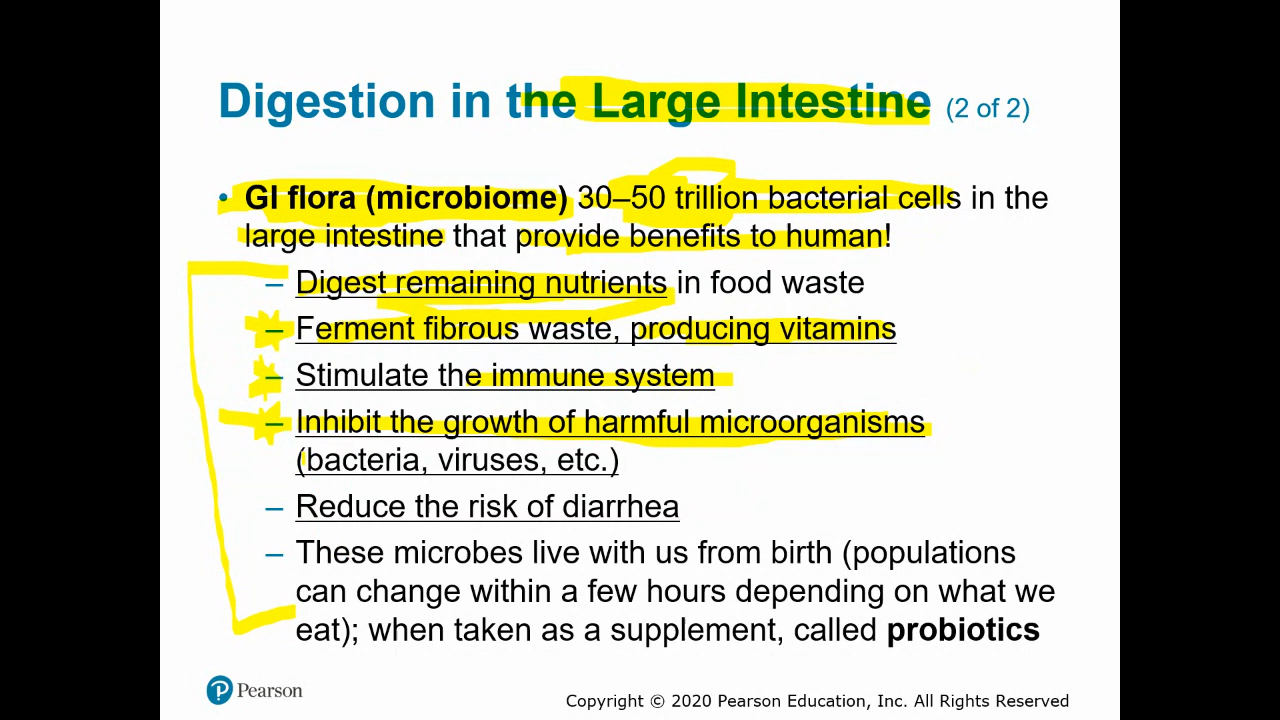 Digestion in the Large Intestine (2 of 2)
• GI flora (microbiome) 30–50 trillion bacterial cells in the
large intestine that provide benefits to human!
– Digest remaining nutrients in food waste
– Ferment fibrous waste, producing vitamins
– Stimulate the immune system
– Inhibit the growth of harmful microorganisms
(bacteria, viruses, etc.)
– Reduce the risk of diarrhea
– These microbes live with us from birth (populations
can change within a few hours depending on what we
eat); when taken as a supplement, called probiotics
P Pearson
Copyright © 2020 Pearson Education, Inc. All Rights Reserved